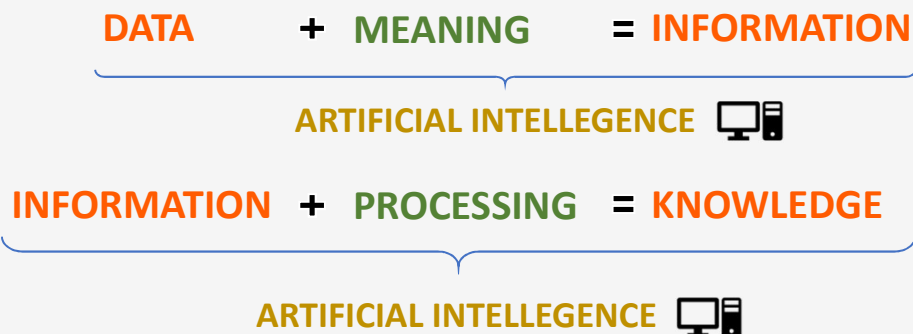 DATA + MEANING = INFORMATION
ARTIFICIAL INTELLEGENCE
INFORMATION + PROCESSING = KNOWLEDGE
ARTIFICIAL INTELLEGENCE